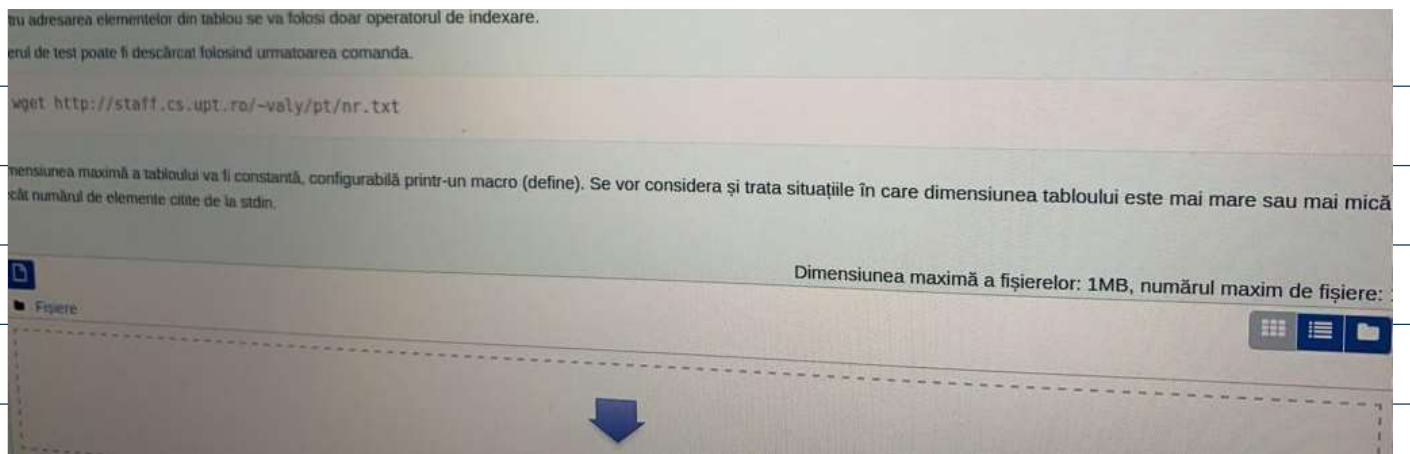 tru adresarea elementelor din tablou se va folosi doar operatorul de indexare.
erul de test poate fi descărcat folosind urmatoarea comanda.
wget http://staff.cs.upt.ro/~valy/pt/nr.txt
mensiunea maximă a tabloului va fi constantă, configurabilă printr-un macro (define). Se vor considera și trata situațiile în care dimensiunea tabloului este mai mare sau mai mică
cât numărul de elemente citite de la stdin.
Dimensiunea maximă a fișierelor: 1MB, numărul maxim de fișiere:
Fișiere